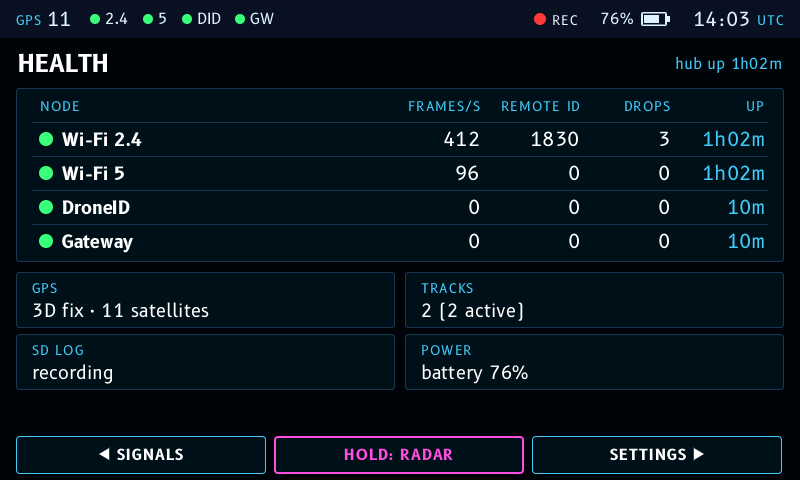 GPS 11 2.4 5 DID GW REC 76% 14:03 UTC
HEALTH hub up 1h02m
NODE FRAMES/S REMOTE ID DROPS UP
Wi-Fi 2.4 412 1830 3 1h02m
Wi-Fi 5 96 0 0 1h02m
DroneID 0 0 0 10m
Gateway 0 0 0 10m
GPS
3D fix · 11 satellites
TRACKS
2 (2 active)
SD LOG
recording
POWER
battery 76%
◀ SIGNALS HOLD: RADAR SETTINGS ▶